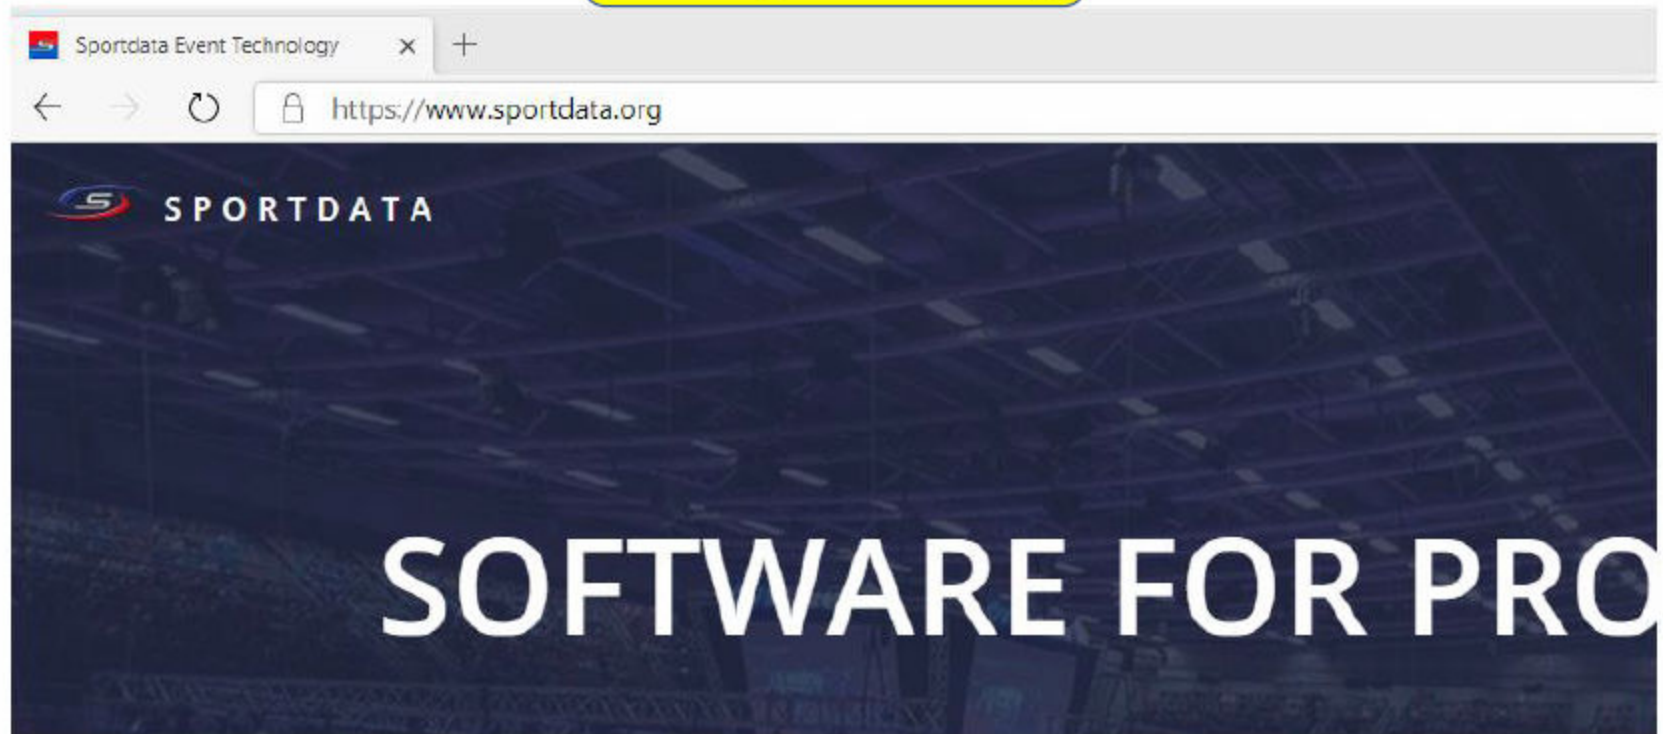 Sportdata Event Technology
https://www.sportdata.org
SPORTDATA
SOFTWARE FOR PRO